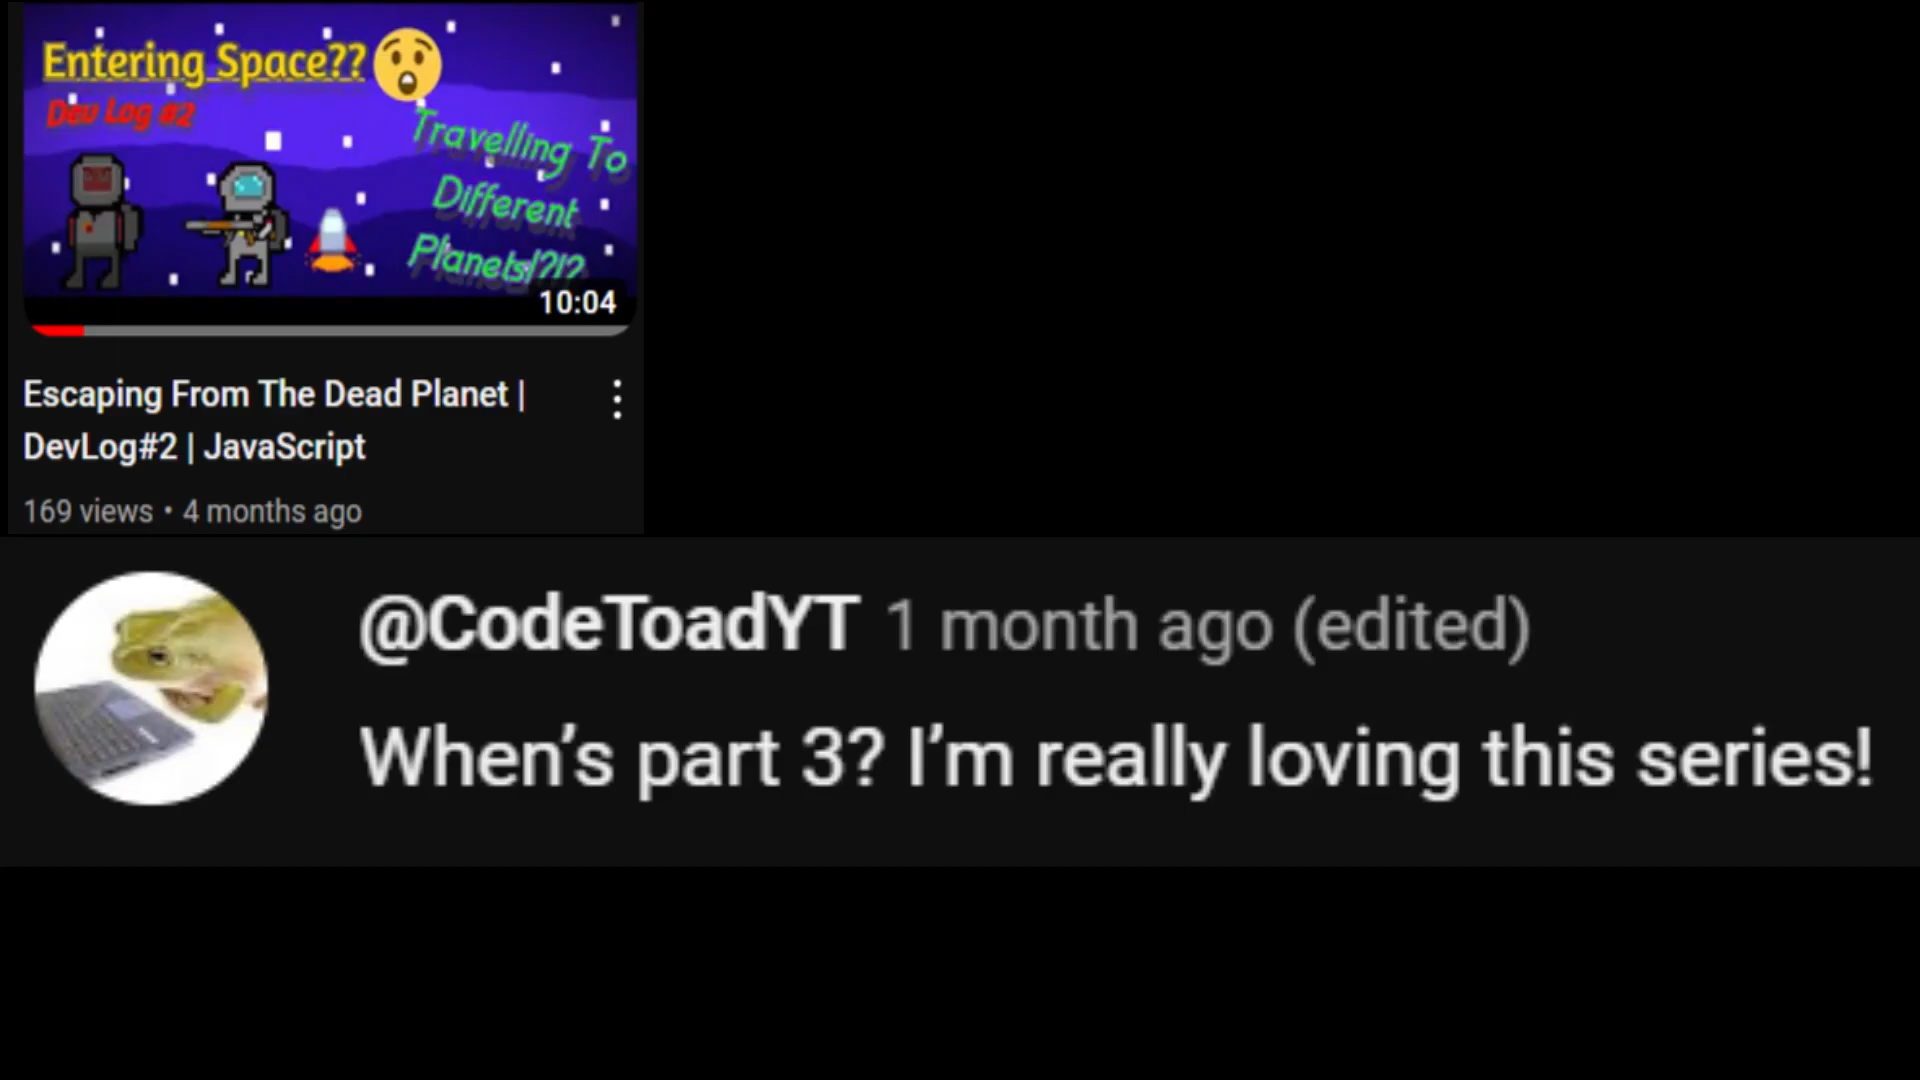 Entering Space??
Dev Log #2
Travelling To
Different
Planets!?!?
10:04
Escaping From The Dead Planet |
DevLog#2 | JavaScript
169 views • 4 months ago
@CodeToadYT 1 month ago (edited)
When’s part 3? I’m really loving this series!